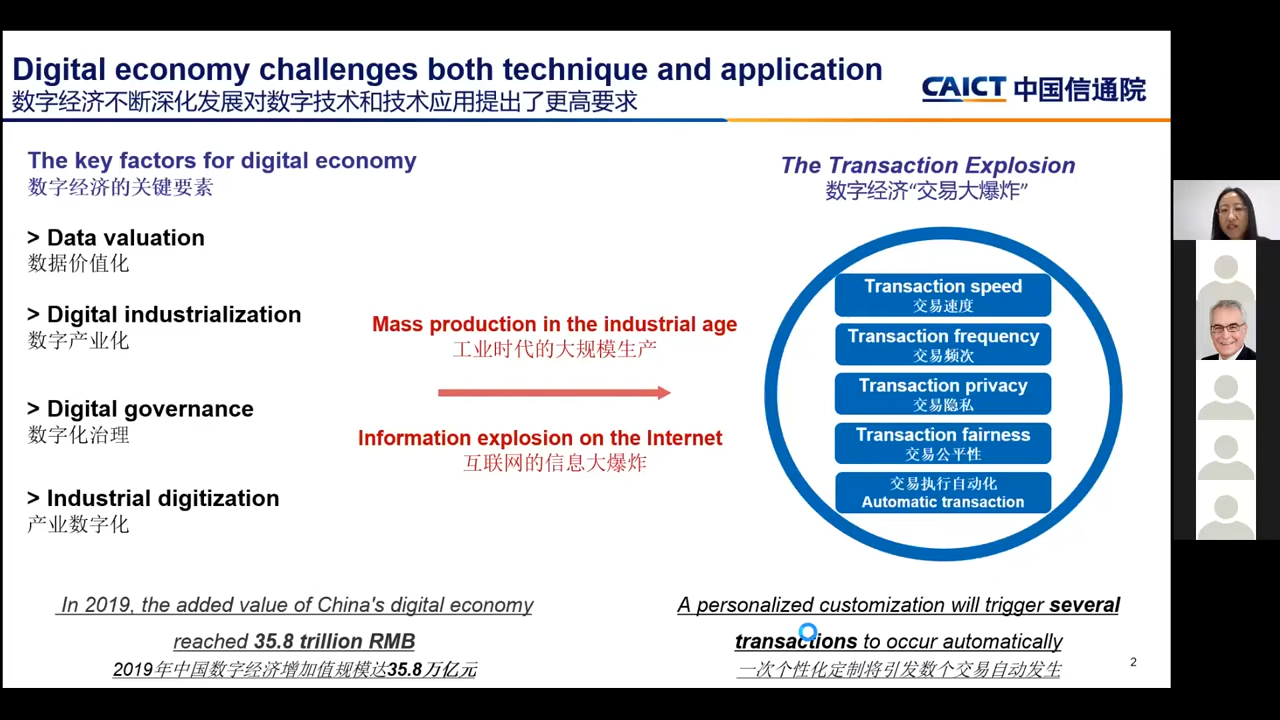 Digital economy challenges both technique and application
数字经济不断深化发展对数字技术和技术应用提出了更高要求
CAICT 中国信通院
The key factors for digital economy
数字经济的关键要素
> Data valuation
数据价值化
> Digital industrialization
数字产业化
> Digital governance
数字化治理
> Industrial digitization
产业数字化
Mass production in the industrial age
工业时代的大规模生产
Information explosion on the Internet
互联网的信息大爆炸
The Transaction Explosion
数字经济“交易大爆炸”
Transaction speed
交易速度
Transaction frequency
交易频次
Transaction privacy
交易隐私
Transaction fairness
交易公平性
交易执行自动化
Automatic transaction
In 2019, the added value of China's digital economy
reached 35.8 trillion RMB
2019年中国数字经济增加值规模达35.8万亿元
A personalized customization will trigger several
transactions to occur automatically
一次个性化定制将引发数个交易自动发生
2